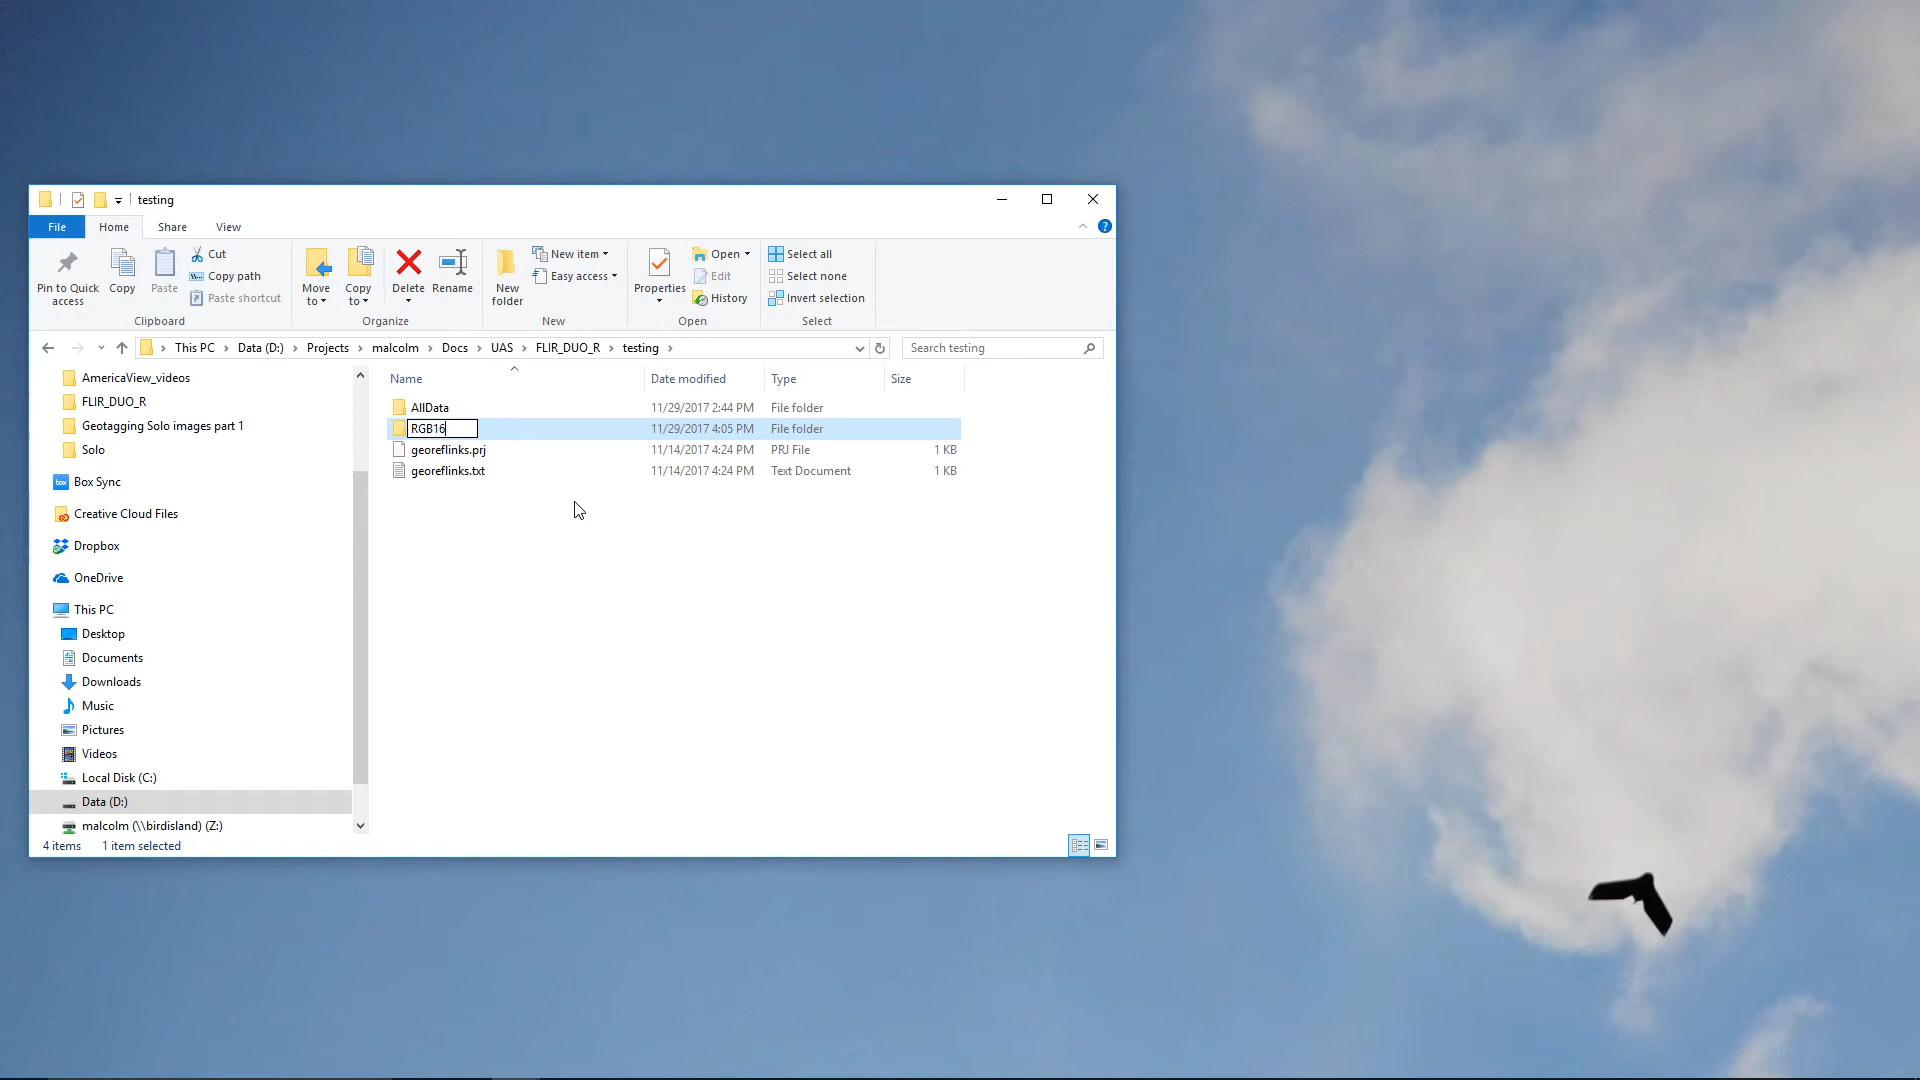 testing
File Home Share View
Pin to Quick access
Copy
Paste
Cut
Copy path
Paste shortcut
Clipboard
Move to
Copy to
Delete
Rename
Organize
New folder
New item
Easy access
New
Properties
Open
Edit
History
Open
Select all
Select none
Invert selection
Select
This PC Data (D:) Projects malcolm Docs UAS FLIR_DUO_R testing
Search testing
AmericaView_videos
FLIR_DUO_R
Geotagging Solo images part 1
Solo
Box Sync
Creative Cloud Files
Dropbox
OneDrive
This PC
Desktop
Documents
Downloads
Music
Pictures
Videos
Local Disk (C:)
Data (D:)
malcolm (\\birdisland) (Z:)
Name Date modified Type Size
AllData 11/29/2017 2:44 PM File folder
RGB16 11/29/2017 4:05 PM File folder
georeflinks.prj 11/14/2017 4:24 PM PRJ File 1 KB
georeflinks.txt 11/14/2017 4:24 PM Text Document 1 KB
4 items 1 item selected